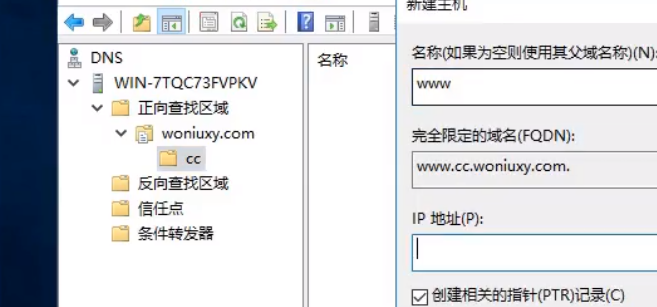 新建主机
DNS
WIN-7TQC73FVPKV
正向查找区域
woniuxy.com
cc
反向查找区域
信任点
条件转发器
名称
名称(如果为空则使用其父域名称)(N):
www
完全限定的域名(FQDN):
www.cc.woniuxy.com.
IP 地址(P):
创建相关的指针(PTR)记录(C)